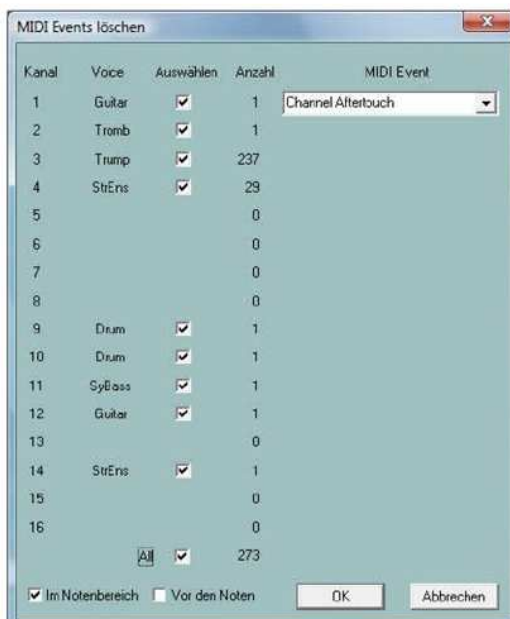 MIDI Events löschen
Kanal Voice Auswählen Anzahl MIDI Event
1 Guitar 1 Channel Aftertouch
2 Tromb 1
3 Trump 237
4 StrEns 29
5 0
6 0
7 0
8 0
9 Drum 1
10 Drum 1
11 SyBass 1
12 Guitar 1
13 0
14 StrEns 1
15 0
16 0
All 273
Im Notenbereich Vor den Noten OK Abbrechen